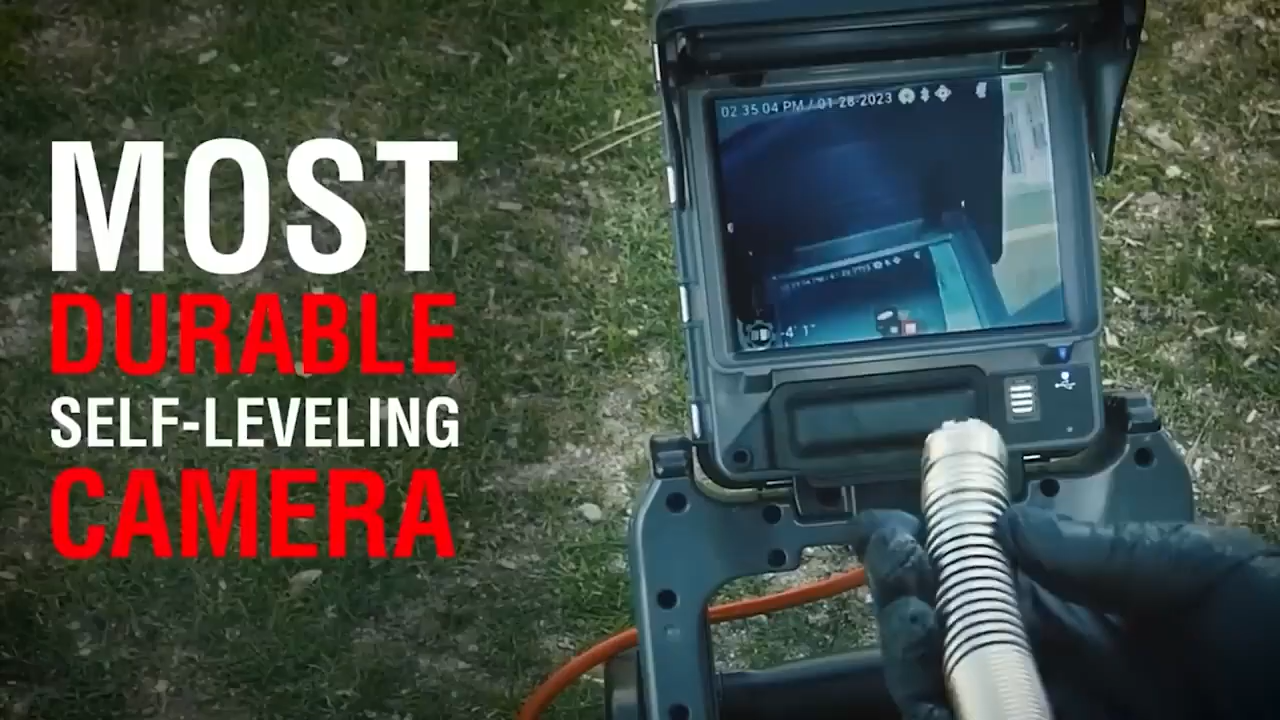 MOST
DURABLE
SELF-LEVELING
CAMERA
02:35:04 PM / 01-28-2023
-4' 1"